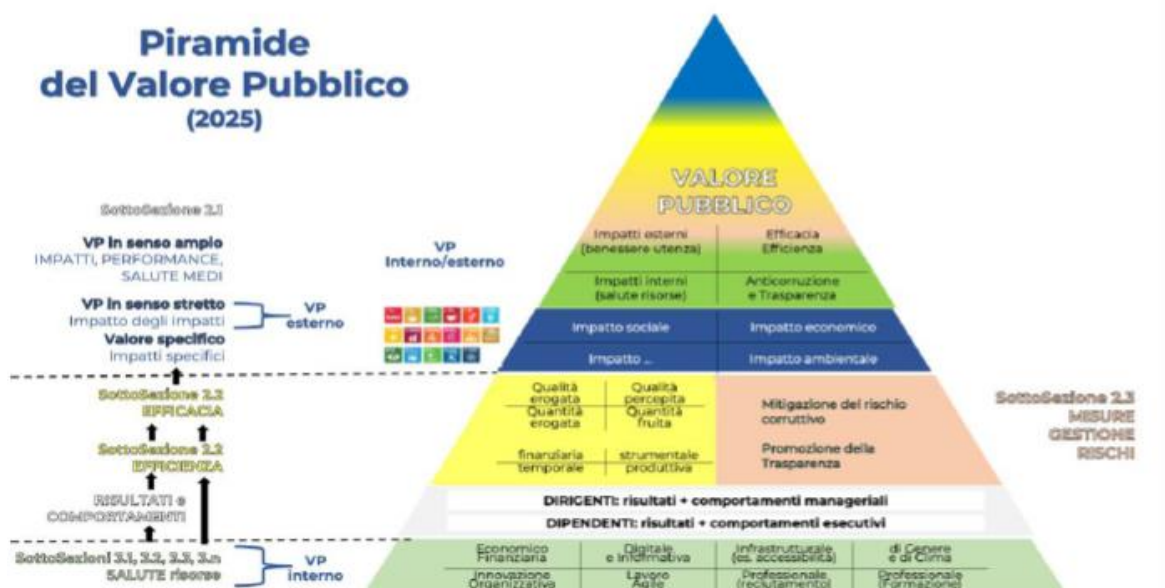 Piramide
del Valore Pubblico
(2025)
SottoSezione 2.1
VP in senso ampio
IMPATTI, PERFORMANCE,
SALUTE MEDI
VP
Interno/esterno
VP in senso stretto
Impatto degli impatti
VP
esterno
Valore specifico
Impatti specifici
SottoSezione 2.2
EFFICACIA
SottoSezione 2.2
EFFICIENZA
RISULTATI e
COMPORTAMENTI
SottoSezioni 3.1, 3.2, 3.3, 3.n
SALUTE risorse
VP
interno
VALORE
PUBBLICO
Impatti esterni
(benessere utenza)
Efficacia
Efficienza
Impatti interni
(salute risorse)
Anticorruzione
e Trasparenza
Impatto sociale
Impatto economico
Impatto ...
Impatto ambientale
Qualità
erogata
Qualità
percepita
Quantità
erogata
Quantità
fruita
finanziaria
strumentale
temporale
produttiva
Mitigazione del rischio
corruttivo
Promozione della
Trasparenza
SottoSezione 2.3
MISURE
GESTIONE
RISCHI
DIRIGENTI: risultati + comportamenti manageriali
DIPENDENTI: risultati + comportamenti esecutivi
Economico
Finanziaria
Digitale
e Informativa
Infrastrutturale
(es. accessibilità)
di Genere
e di Clima
Innovazione
Organizzativa
Lavoro
Agile
Professionale
(reclutamento)
Professionale
(Formazione)